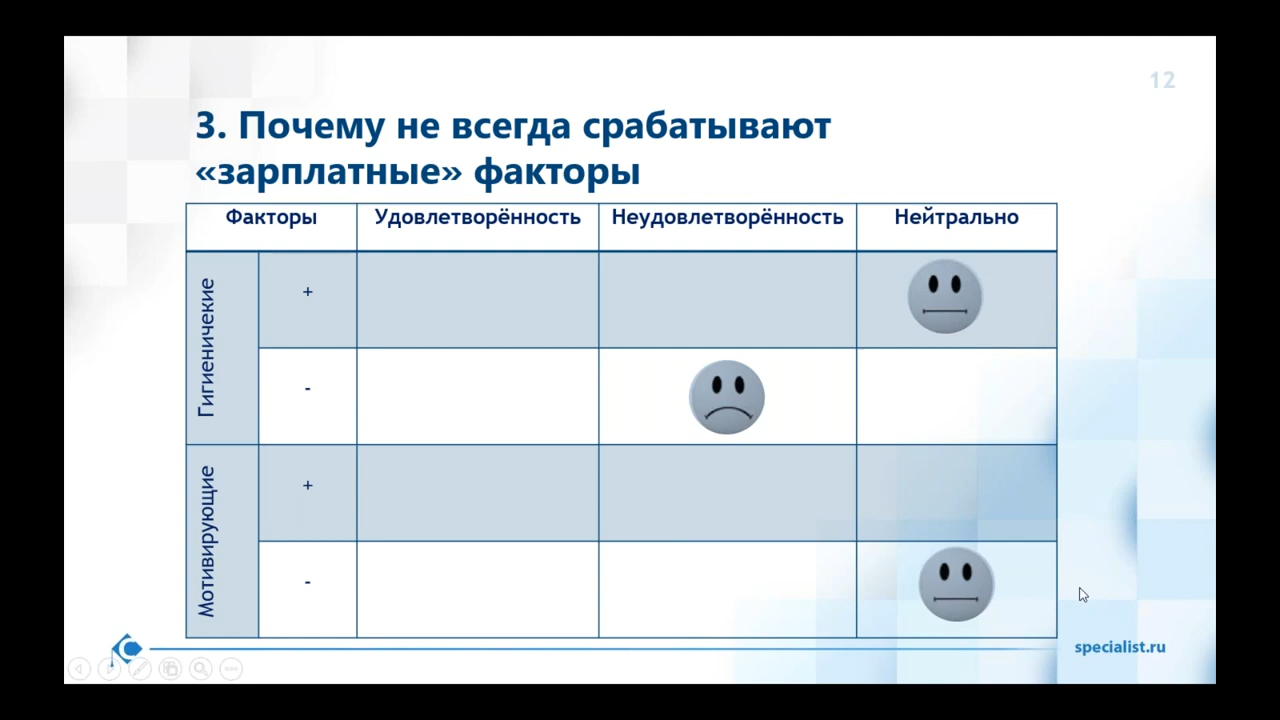 12
3. Почему не всегда срабатывают
«зарплатные» факторы
Факторы Удовлетворённость Неудовлетворённость Нейтрально
Гигиеничекие
+
-
Мотивирующие
+
-
specialist.ru